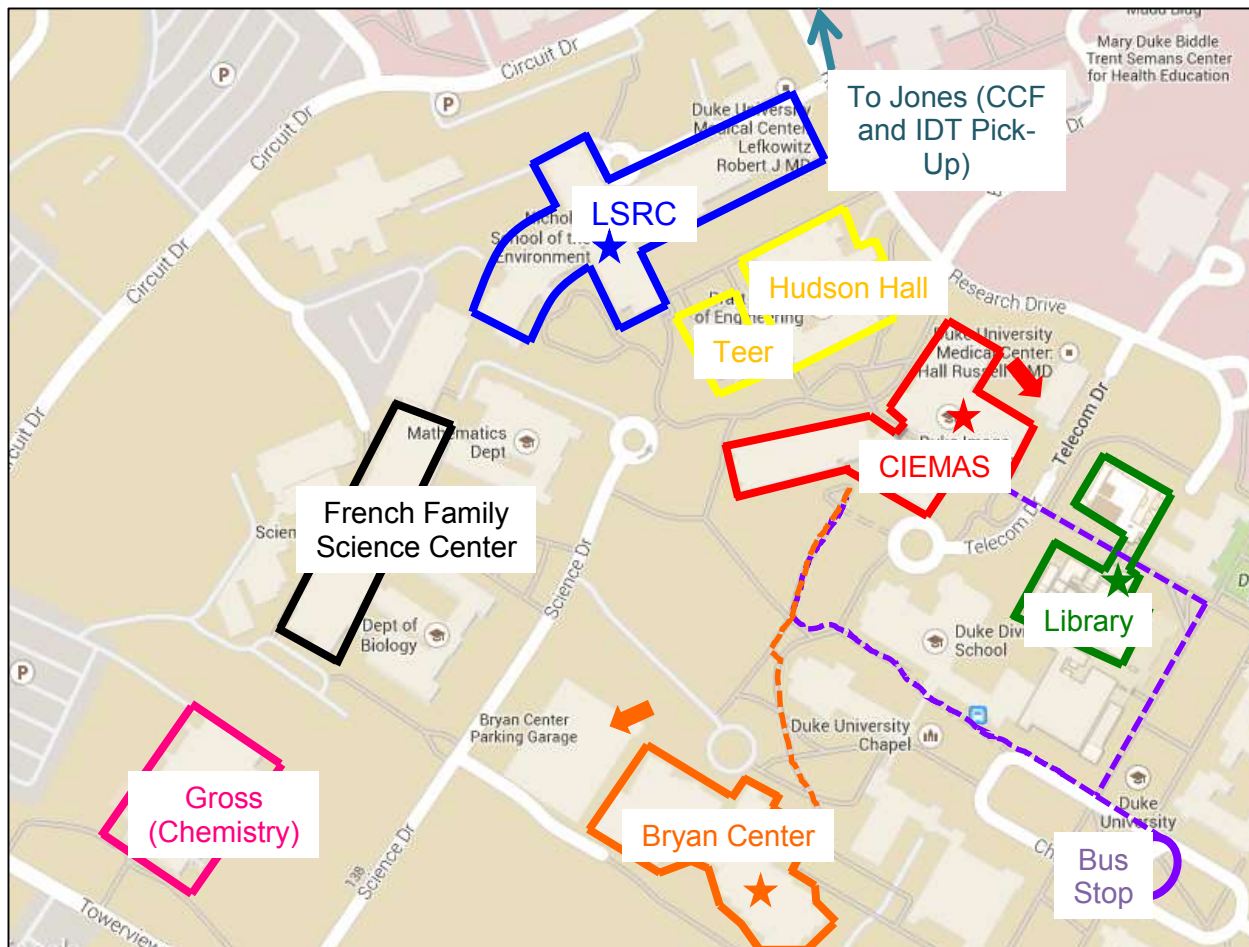 Mudd Bldg
Mary Duke Biddle
Trent Semans Center
for Health Education
Circuit Dr
P
P
Circuit Dr
Circuit Dr
Circuit Dr
To Jones (CCF
and IDT Pick-
Up)
Dr
Duke University
Medical Center:
Lefkowitz
Robert J MD
LSRC
School of the
Environment
Hudson Hall
of Engineering
Teer
Research Drive
Duke University
Medical Center:
Hall Russell MD
Telecom Dr
CIEMAS
Mathematics
Dept
French Family
Science Center
Science Dr
Telecom Dr
Library
Dept of
Biology
Duke
School
P
Bryan Center
Parking Garage
Duke University
Chapel
Gross
(Chemistry)
Bryan Center
Duke
University
Bus
Stop
138
Science Dr
Towerview